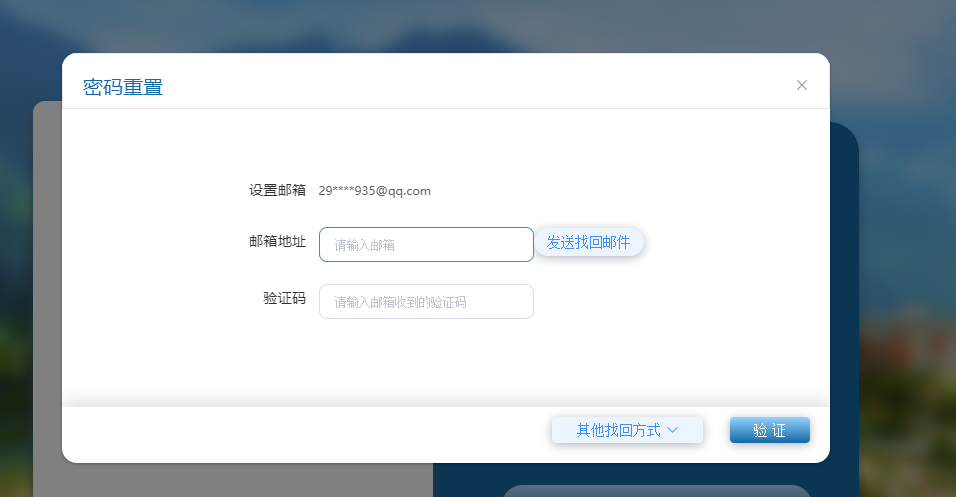 密码重置
设置邮箱 29****935@qq.com
邮箱地址 请输入邮箱 发送找回邮件
验证码 请输入邮箱收到的验证码
其他找回方式 验 证